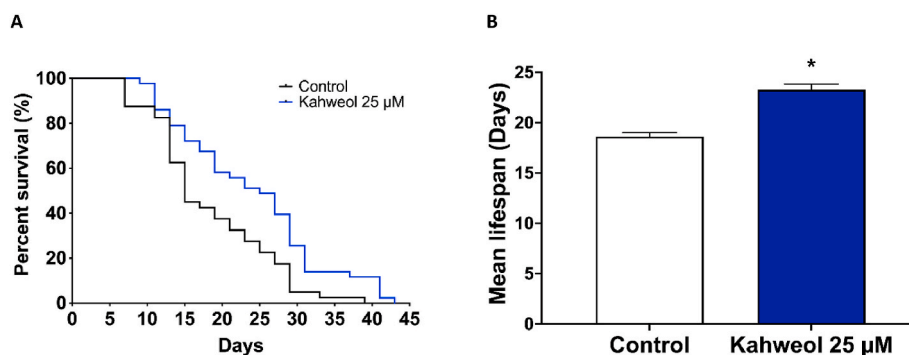 A
Percent survival (%)
100
80
60
40
20
0
Control
Kahweol 25 µM
0 5 10 15 20 25 30 35 40 45
Days
B
Mean lifespan (Days)
25
20
15
10
5
0
*
Control Kahweol 25 µM